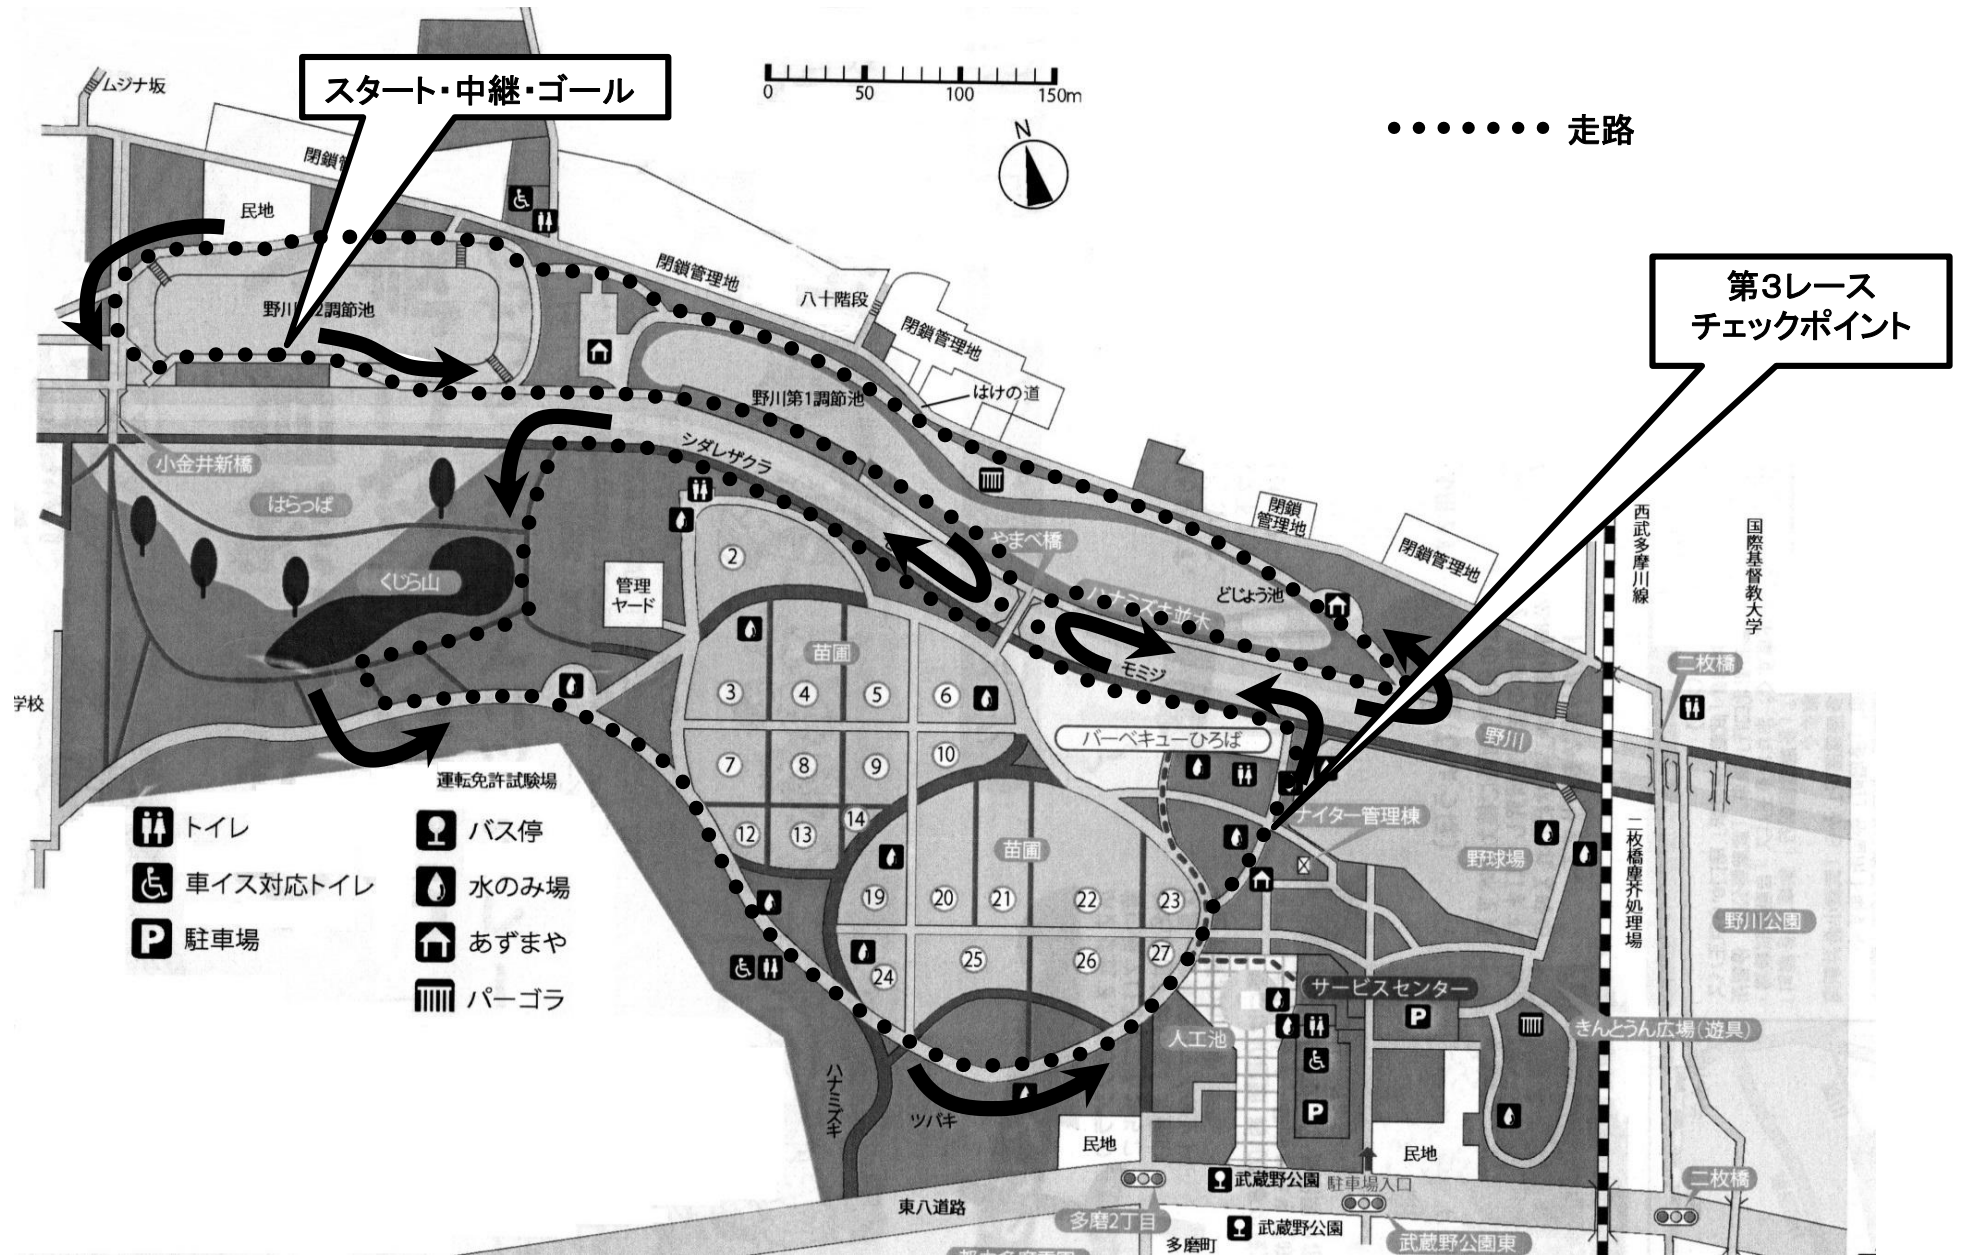 スタート・中継・ゴール
0 50 100 150m
N
走路
ムジナ坂
民地
閉鎖管理地
八十階段
閉鎖管理地
はけの道
第3レース
チェックポイント
野川第1調節池
シダレザクラ
小金井新橋
はらっぱ
くじら山
管理
ヤード
やまべ橋
ハナミズキ並木
どじょう池
閉鎖
管理地
閉鎖管理地
西武多摩川線
国際基督教大学
二枚橋
モミジ
野川
バーベキューひろば
学校
運転免許試験場
苗圃
2
3
4
5
6
7
8
9
10
12
13
14
苗圃
19
20
21
22
23
24
25
26
27
ナイター管理棟
野球場
二枚橋塵芥処理場
野川公園
サービスセンター
きんとうん広場(遊具)
人工池
トイレ
車イス対応トイレ
P 駐車場
バス停
水のみ場
あずまや
パーゴラ
P
P
ハナミズキ
ツバキ
民地
民地
東八道路
武蔵野公園
駐車場入口
多磨2丁目
多磨町
武蔵野公園
武蔵野公園東
二枚橋